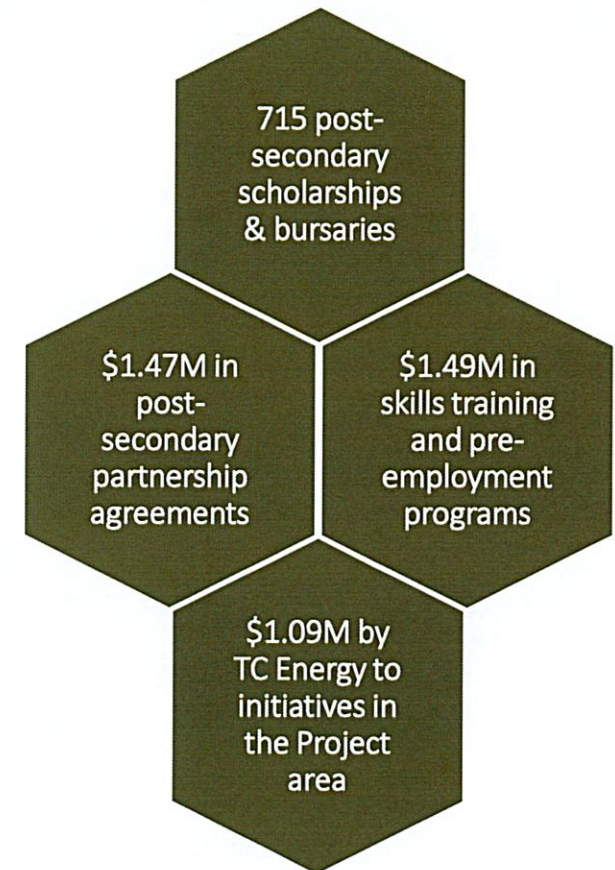 715 post-
secondary
scholarships
& bursaries
$1.47M in
post-
secondary
partnership
agreements
$1.49M in
skills training
and pre-
employment
programs
$1.09M by
TC Energy to
initiatives in
the Project
area